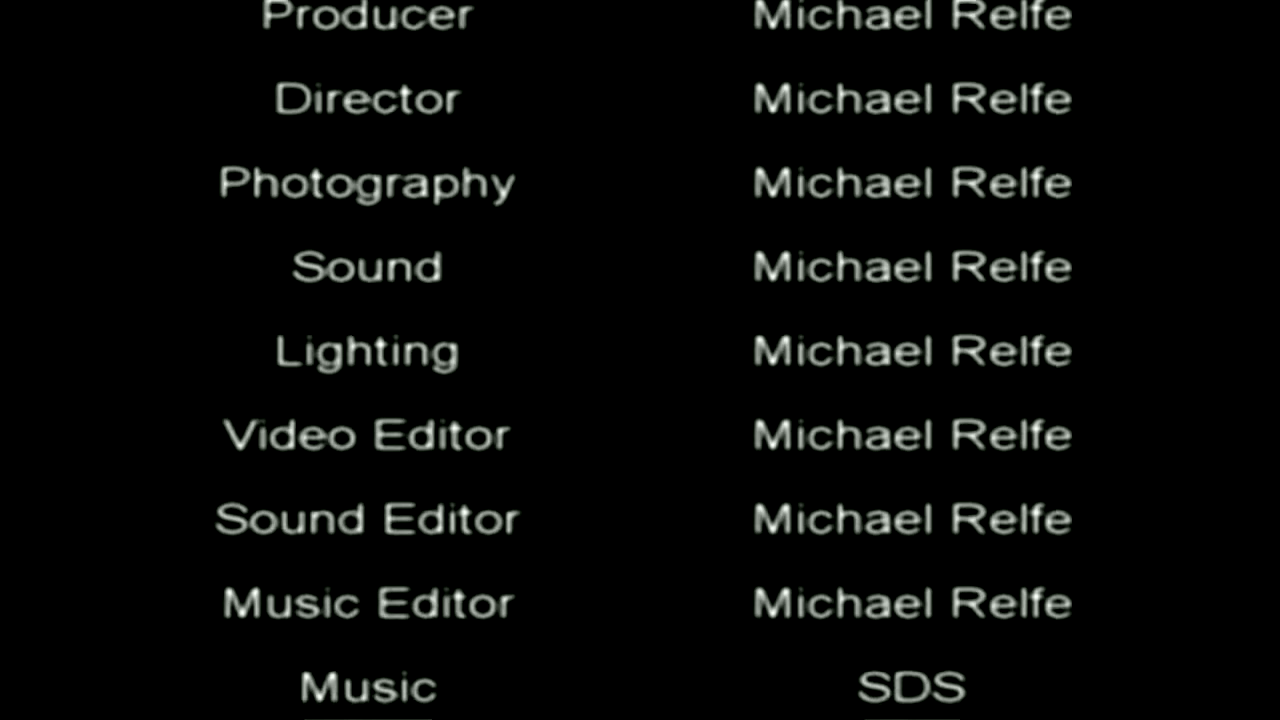 Producer Michael Relfe
Director Michael Relfe
Photography Michael Relfe
Sound Michael Relfe
Lighting Michael Relfe
Video Editor Michael Relfe
Sound Editor Michael Relfe
Music Editor Michael Relfe
Music SDS